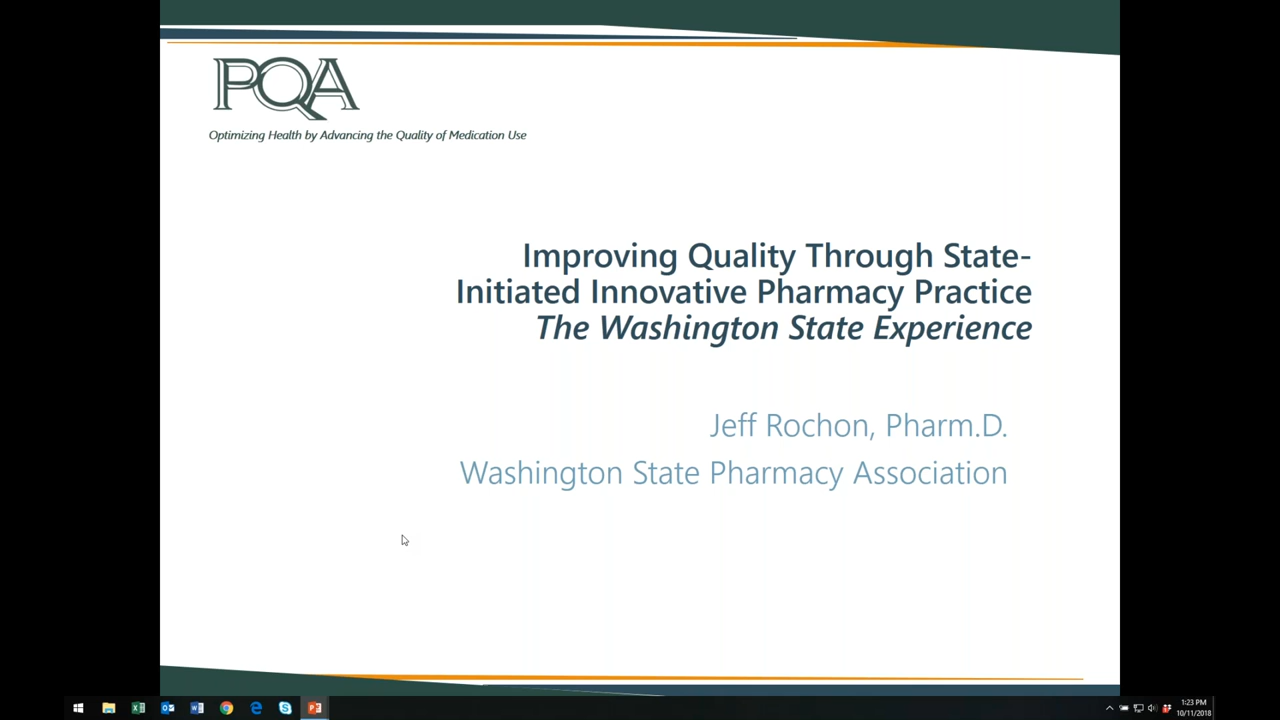 PQA
Optimizing Health by Advancing the Quality of Medication Use
Improving Quality Through State-
Initiated Innovative Pharmacy Practice
The Washington State Experience
Jeff Rochon, Pharm.D.
Washington State Pharmacy Association
1:23 PM
10/11/2018